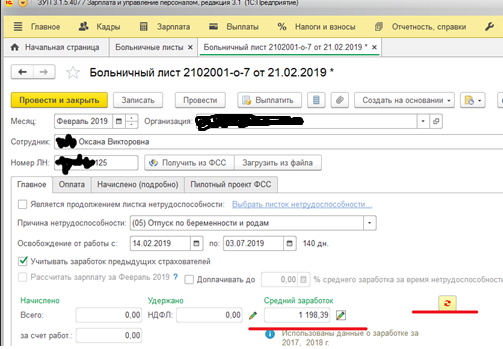 ЗУП 3.1.5.407 / Зарплата и управление персоналом, редакция 3.1 (1С:Предприятие)
Главное Кадры Зарплата Выплаты Налоги и взносы Отчетность, справки
Начальная страница Больничные листы Больничный лист 2102001-о-7 от 21.02.2019 *
Больничный лист 2102001-о-7 от 21.02.2019 *
Провести и закрыть Записать Провести Выплатить Создать на основании
Месяц: Февраль 2019 Организация:
Сотрудник: Оксана Викторовна
Номер ЛН: 125 Получить из ФСС Загрузить из файла
Главное Оплата Начислено (подробно) Пилотный проект ФСС
Является продолжением листка нетрудоспособности: Выбрать листок нетрудоспособности...
Причина нетрудоспособности: (05) Отпуск по беременности и родам
Освобождение от работы с: 14.02.2019 по: 03.07.2019 140 дн.
Учитывать заработок предыдущих страхователей
Рассчитать зарплату за Февраль 2019 ? Доплачивать до 0,00 % среднего заработка за время нетрудоспособности
Начислено Удержано Средний заработок
Всего: 0,00 НДФЛ: 0,00 1 198,39
за счет работ.: 0,00 Использованы данные о заработке за
2017, 2018 г.